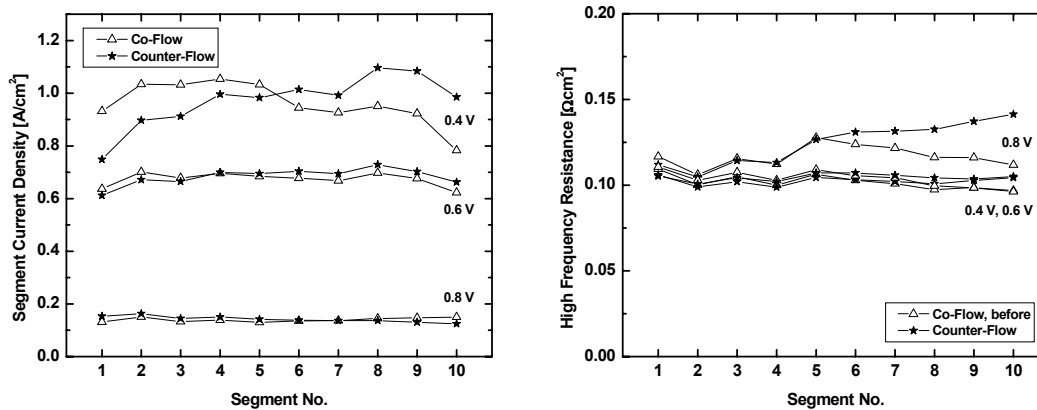 Segment Current Density [A/cm²]
1.2
1.0
0.8
0.6
0.4
0.2
0.0
Co-Flow
Counter-Flow
0.4 V
0.6 V
0.8 V
1 2 3 4 5 6 7 8 9 10
Segment No.
High Frequency Resistance [Ωcm²]
0.20
0.15
0.10
0.05
0.00
0.8 V
0.4 V, 0.6 V
Co-Flow, before
Counter-Flow
1 2 3 4 5 6 7 8 9 10
Segment No.